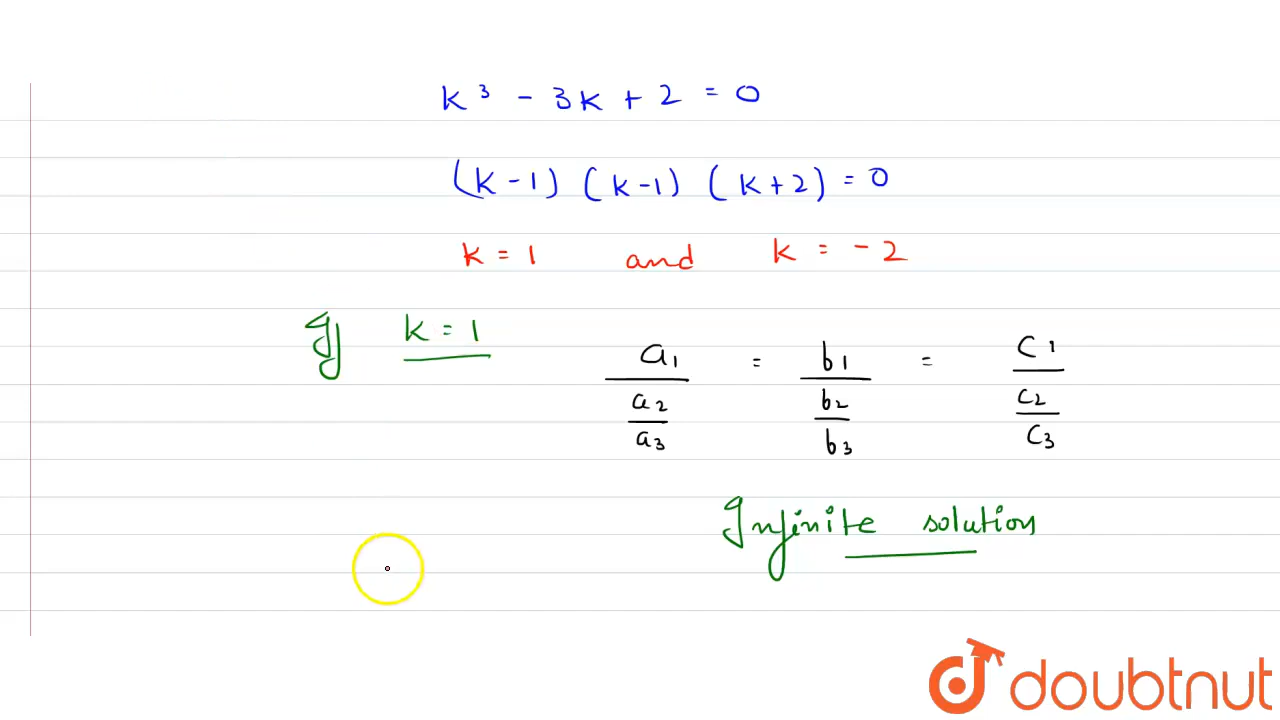 k³ - 3k + 2 = 0
(k-1) (k-1) (k+2) = 0
k = 1 and k = -2
If k = 1
a1 = b1 = c1
a2 b2 c2
a3 b3 c3
Infinite solution
doubtnut